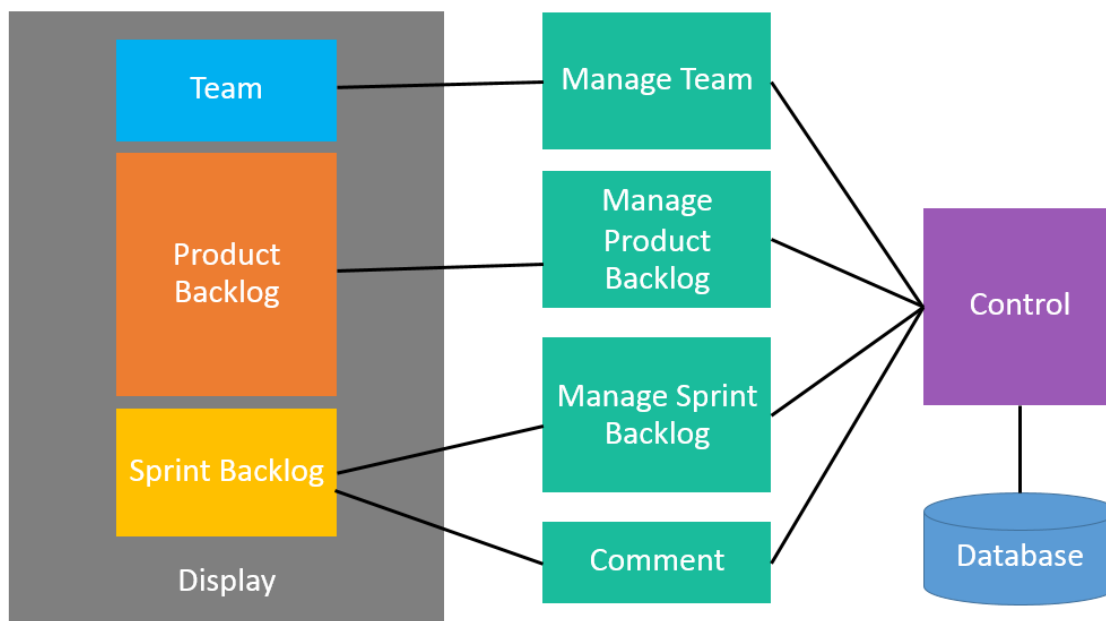 Team
Manage Team
Product
Backlog
Manage
Product
Backlog
Control
Sprint Backlog
Manage Sprint
Backlog
Comment
Database
Display